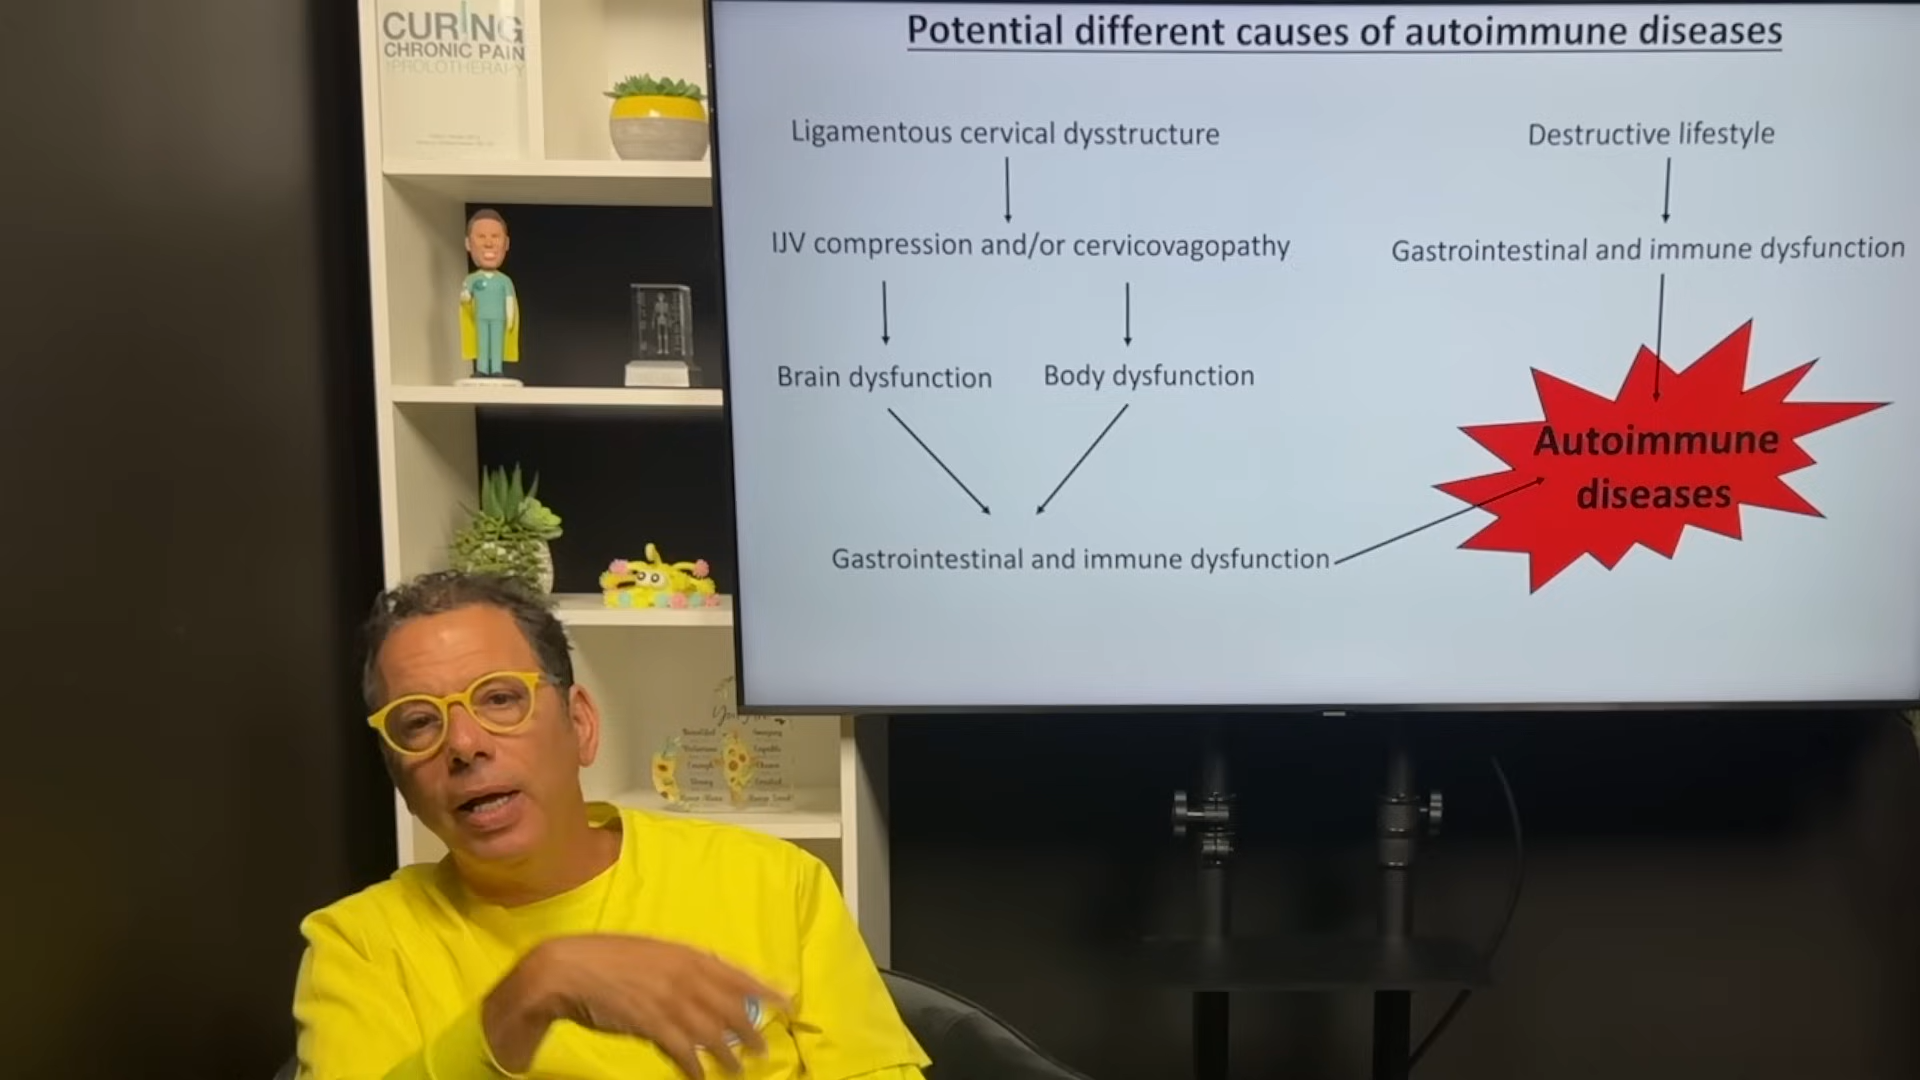 CURING
CHRONIC PAIN
PROLOTHERAPY
Potential different causes of autoimmune diseases
Ligamentous cervical dysstructure
Destructive lifestyle
IJV compression and/or cervicovagopathy
Gastrointestinal and immune dysfunction
Brain dysfunction
Body dysfunction
Autoimmune
diseases
Gastrointestinal and immune dysfunction